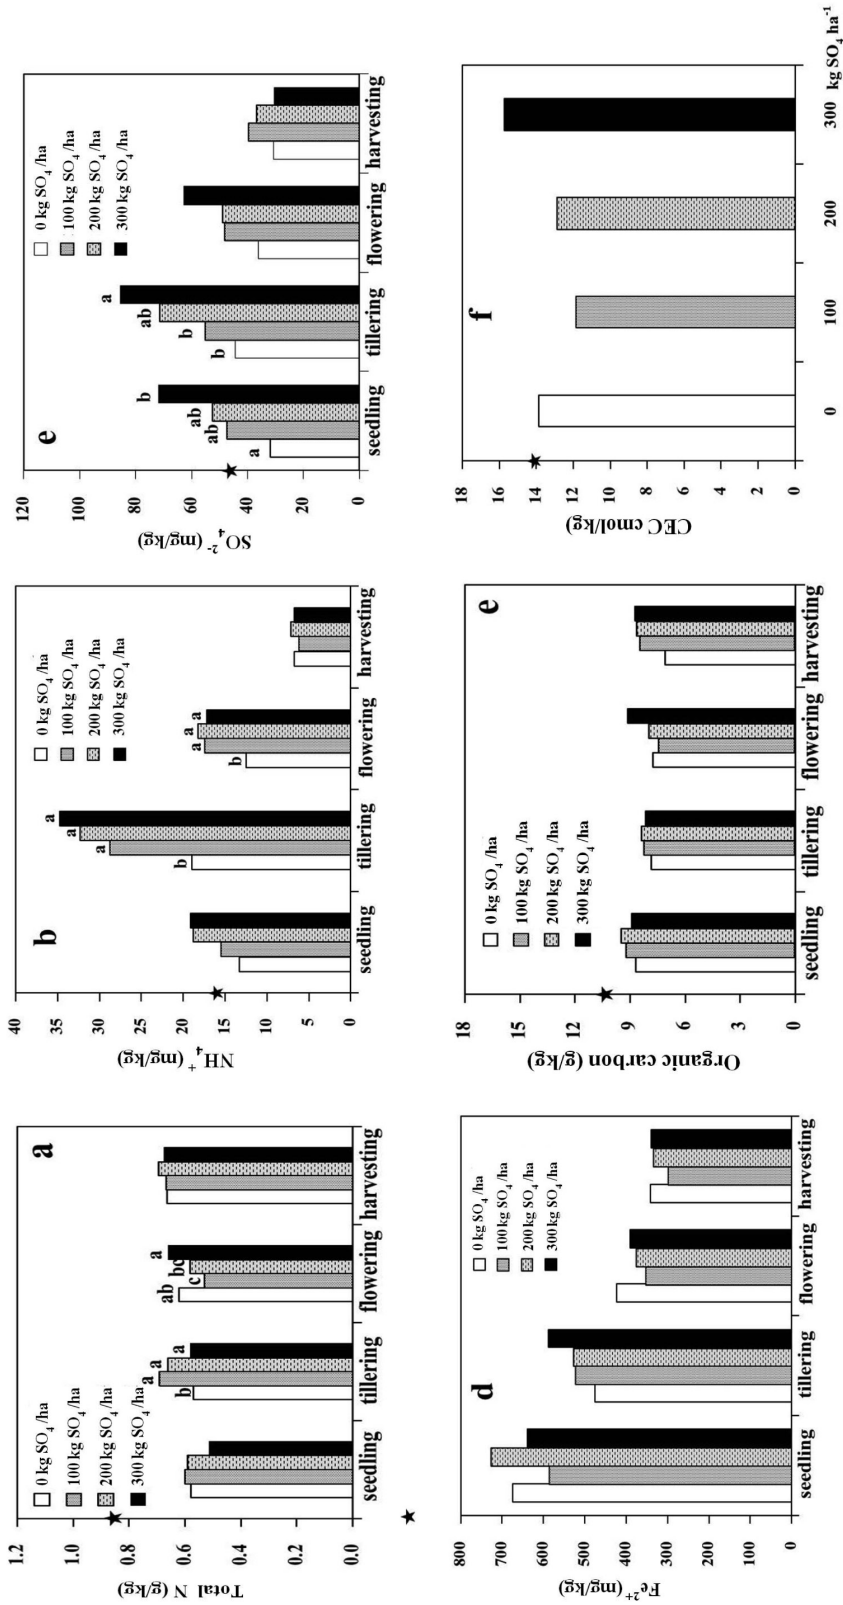 a
0 kg SO4 /ha
100 kg SO4 /ha
200 kg SO4 /ha
300 kg SO4 /ha
Total N (g/kg)
1.2
1.0
0.8
0.6
0.4
0.2
0.0
b
a
a
a
ab
c
bc
a
seedling
tillering
flowering
harvesting
b
0 kg SO4 /ha
100 kg SO4 /ha
200 kg SO4 /ha
300 kg SO4 /ha
NH4+ (mg/kg)
40
35
30
25
20
15
10
5
0
b
a
a
a
b
a
a
a
seedling
tillering
flowering
harvesting
e
0 kg SO4 /ha
100 kg SO4 /ha
200 kg SO4 /ha
300 kg SO4 /ha
SO42- (mg/kg)
120
100
80
60
40
20
0
a
ab
ab
b
b
b
ab
a
seedling
tillering
flowering
harvesting
d
0 kg SO4 /ha
100 kg SO4 /ha
200 kg SO4 /ha
300 kg SO4 /ha
Fe2+ (mg/kg)
800
700
600
500
400
300
200
100
0
seedling
tillering
flowering
harvesting
e
0 kg SO4 /ha
100 kg SO4 /ha
200 kg SO4 /ha
300 kg SO4 /ha
Organic carbon (g/kg)
18
15
12
9
6
3
0
seedling
tillering
flowering
harvesting
f
CEC cmol/kg)
18
16
14
12
10
8
6
4
2
0
0 100 200 300 kg SO4 ha-1